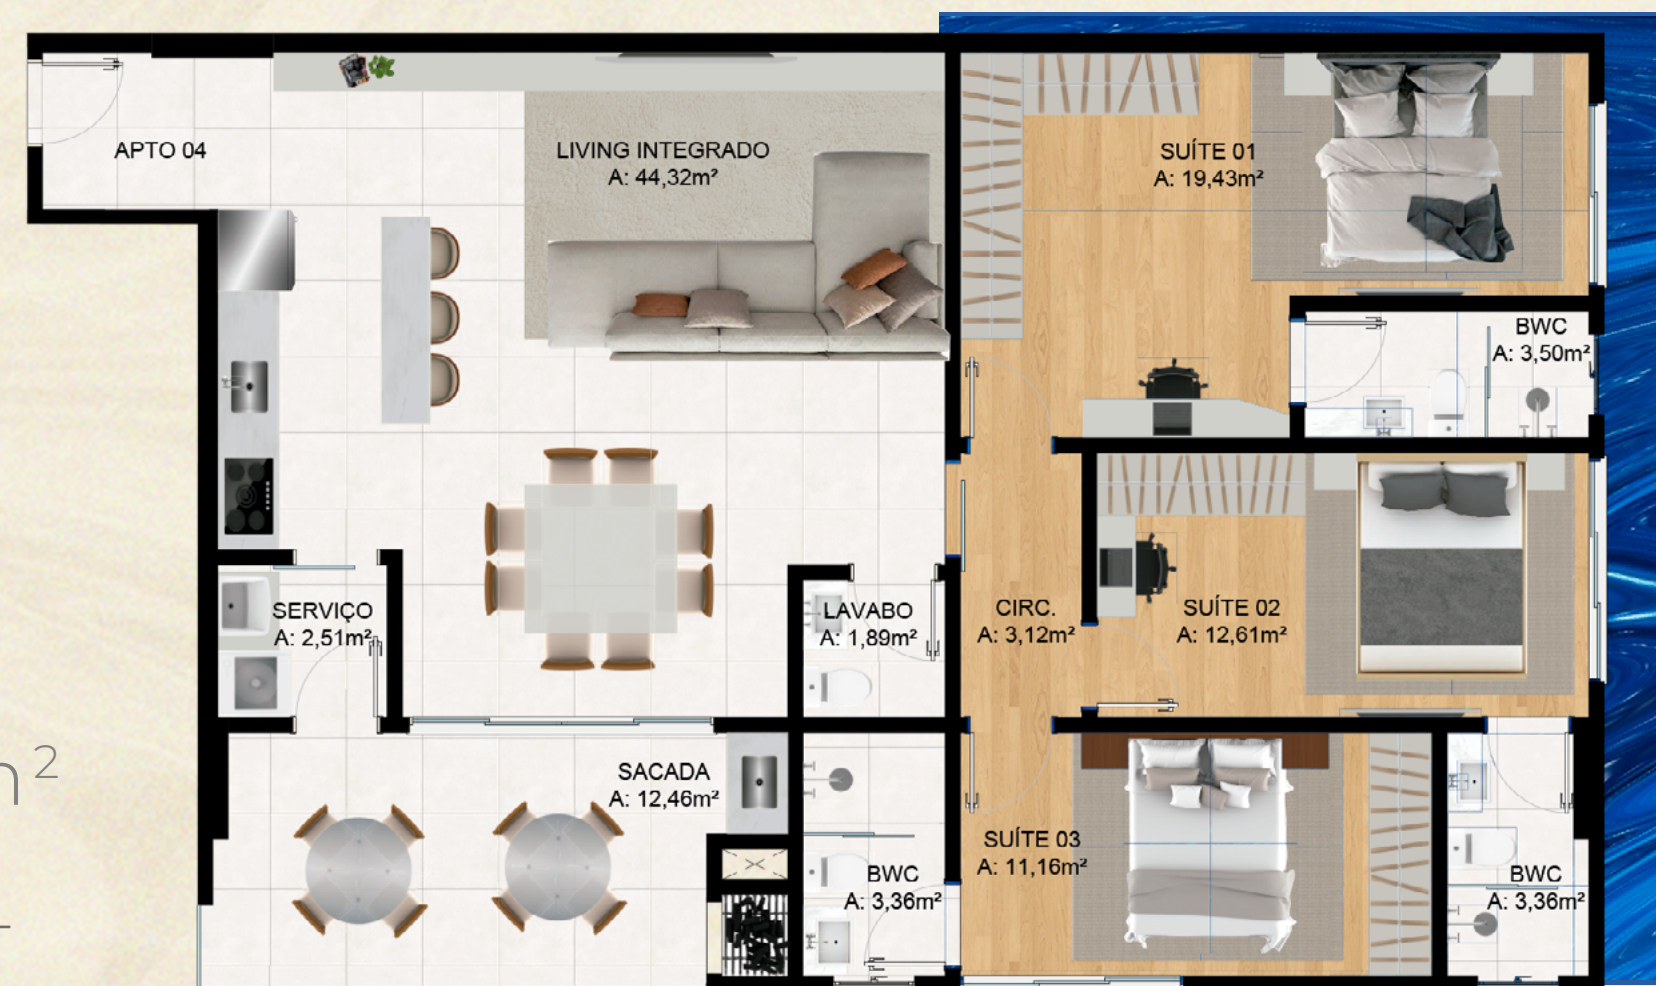 APTO 04
LIVING INTEGRADO
A: 44,32m²
SUÍTE 01
A: 19,43m²
BWC
A: 3,50m²
SERVIÇO
A: 2,51m²
LAVABO
A: 1,89m²
CIRC.
A: 3,12m²
SUÍTE 02
A: 12,61m²
SACADA
A: 12,46m²
SUÍTE 03
A: 11,16m²
BWC
A: 3,36m²
BWC
A: 3,36m²